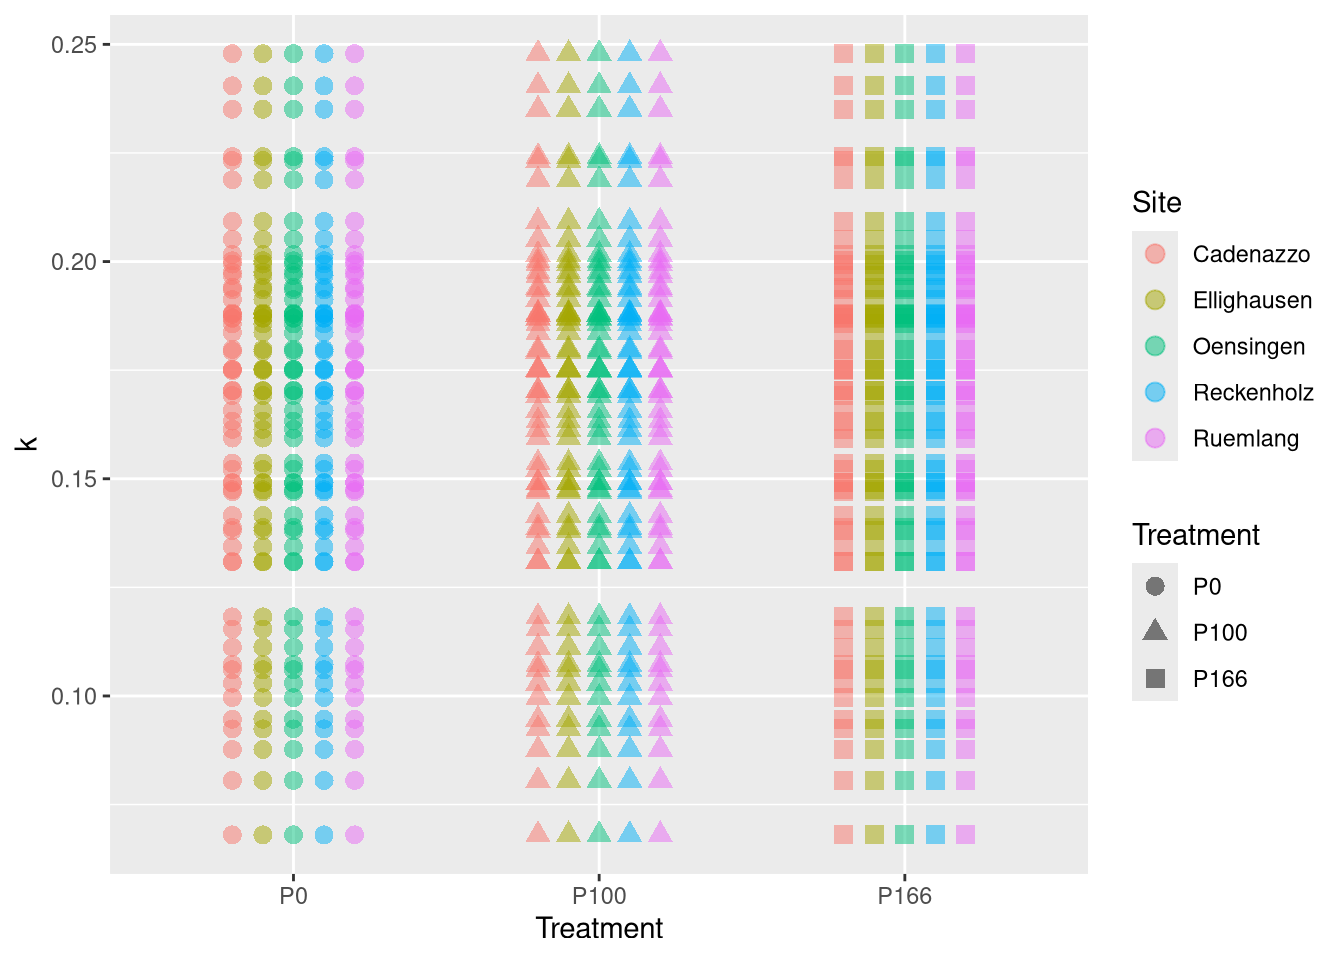 0.25
0.20
0.15
0.10
k
P0
P100
P166
Treatment
Site
Cadenazzo
Ellighausen
Oensingen
Reckenholz
Ruemlang
Treatment
P0
P100
P166